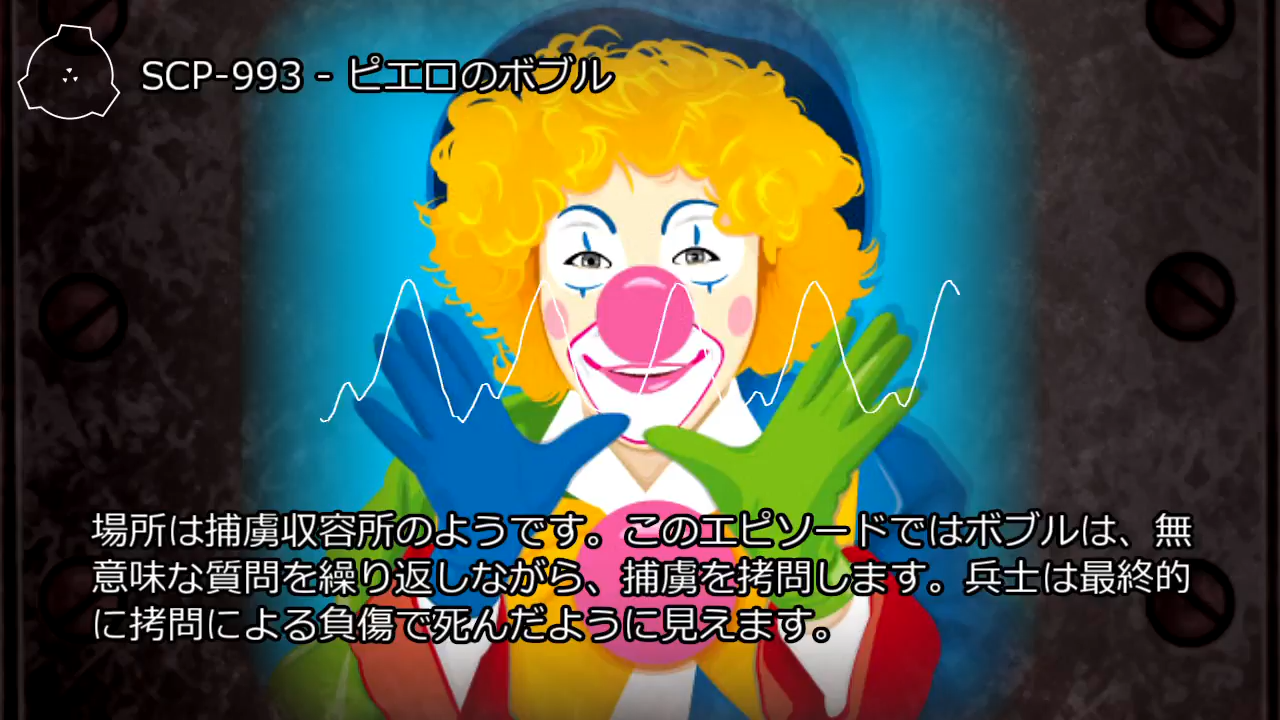 SCP-993 - ピエロのボブル
場所は捕虜収容所のようです。このエピソードではボブルは、無
意味な質問を繰り返しながら、捕虜を拷問します。兵士は最終的
に拷問による負傷で死んだように見えます。